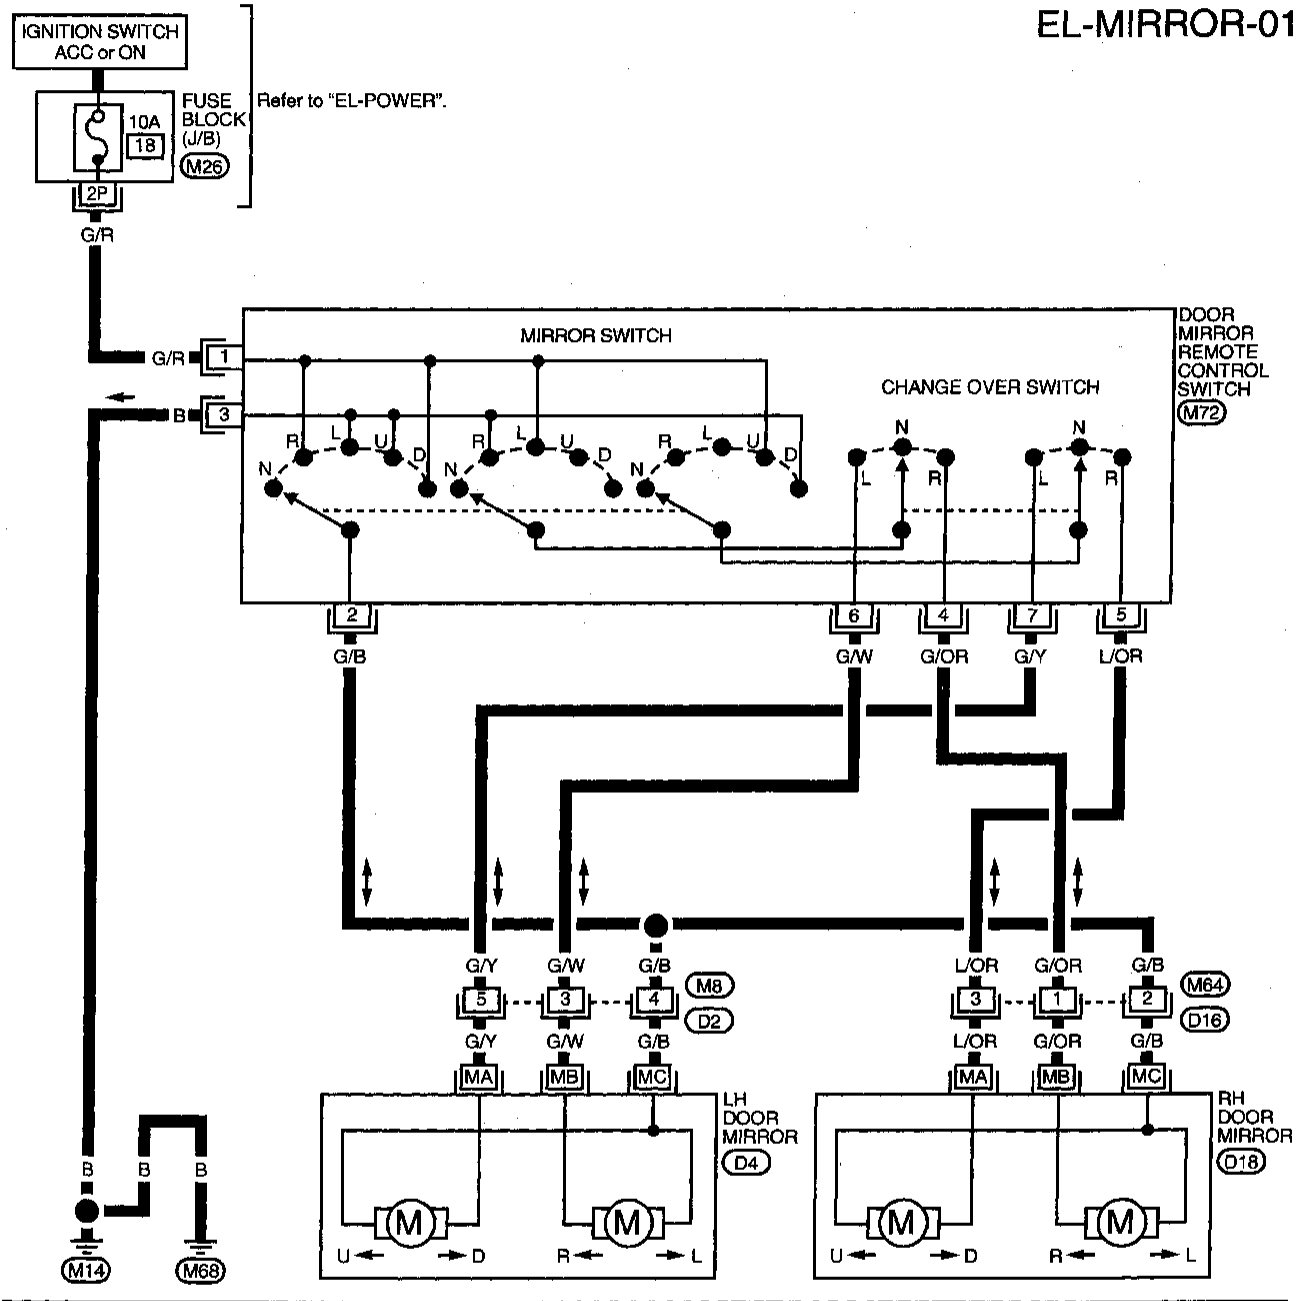 EL-MIRROR-01
IGNITION SWITCH
ACC or ON
FUSE
BLOCK
(J/B)
M26
Refer to "EL-POWER".
10A
18
2P
G/R
MIRROR SWITCH
DOOR
MIRROR
REMOTE
CONTROL
SWITCH
M72
CHANGE OVER SWITCH
G/R 1
B 3
N R L U D
N R L U D
N R L U D
L N R
L N R
2 6 4 7 5
G/B G/W G/OR G/Y L/OR
G/Y G/W G/B L/OR G/OR G/B
5 3 4 M8 3 1 2 M64
D2 D16
G/Y G/W G/B L/OR G/OR G/B
MA MB MC MA MB MC
LH
DOOR
MIRROR
D4
RH
DOOR
MIRROR
D18
B B B
M M M M
U D R L U D R L
M14 M68